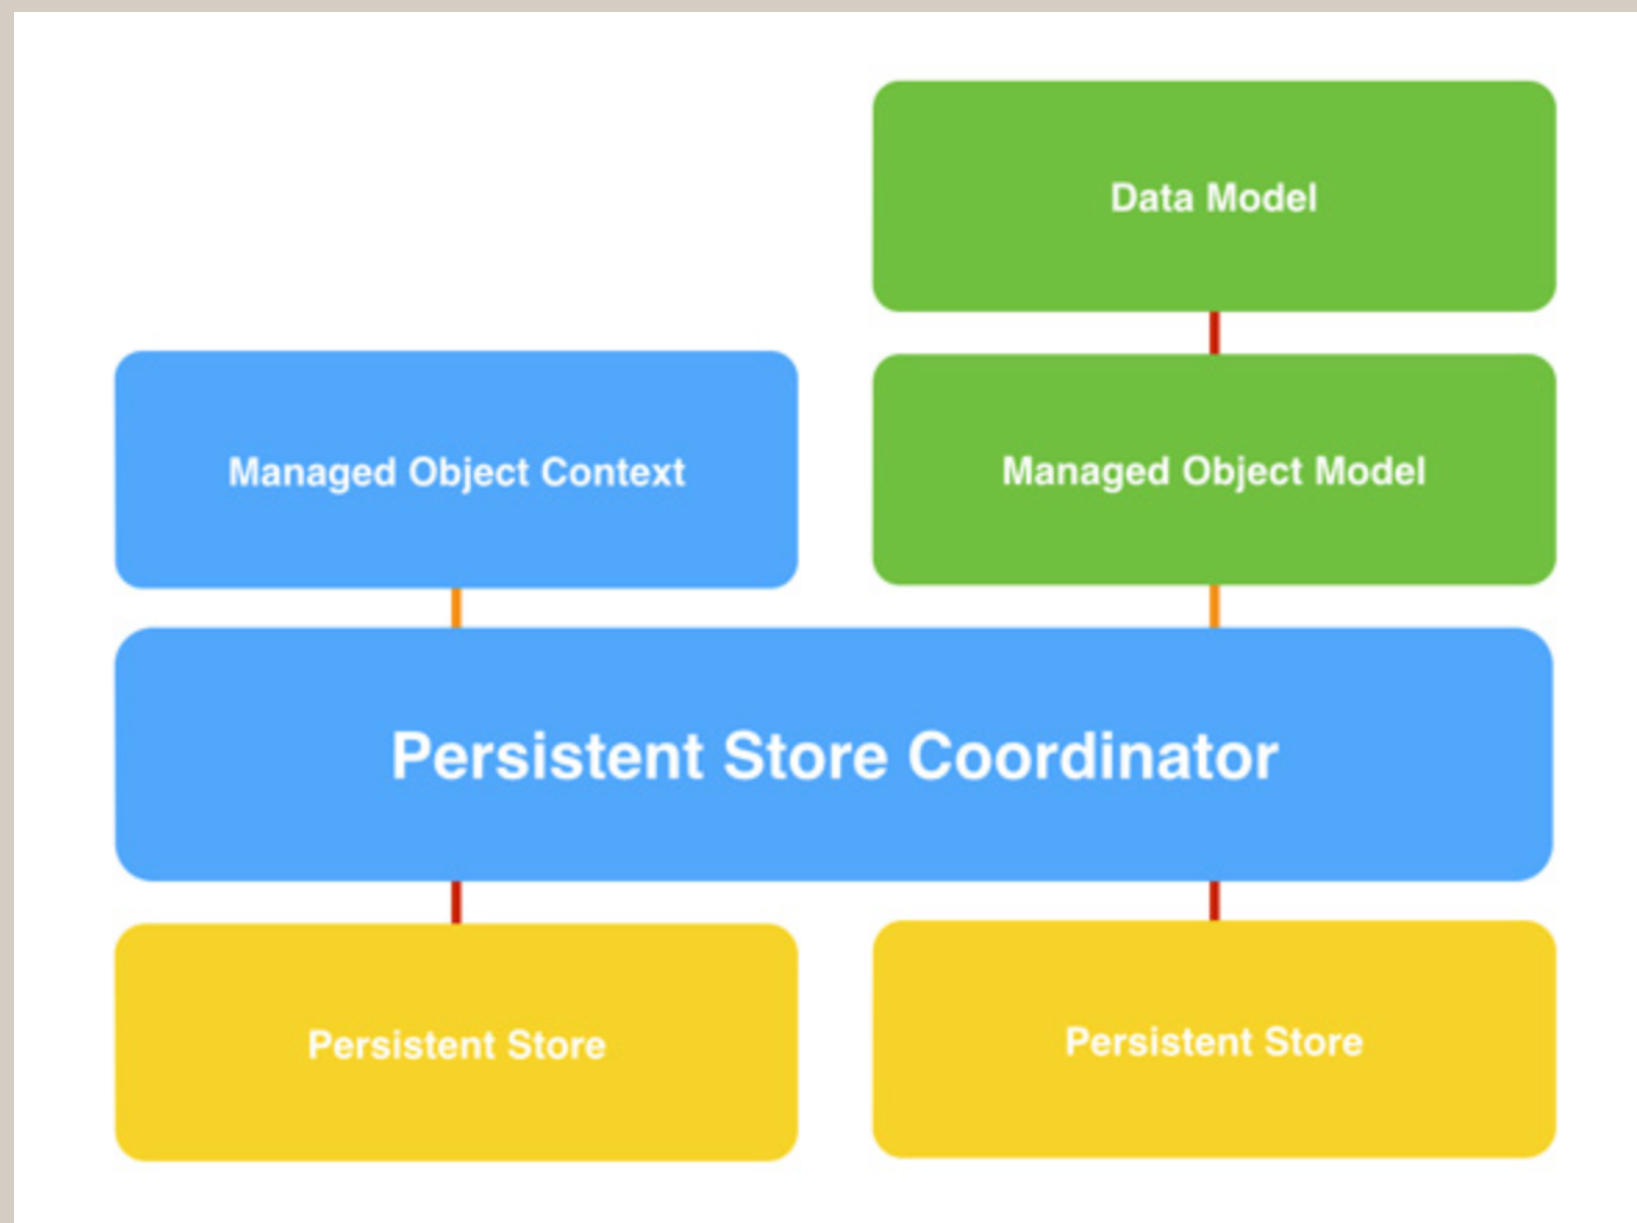 Data Model
Managed Object Context
Managed Object Model
Persistent Store Coordinator
Persistent Store
Persistent Store